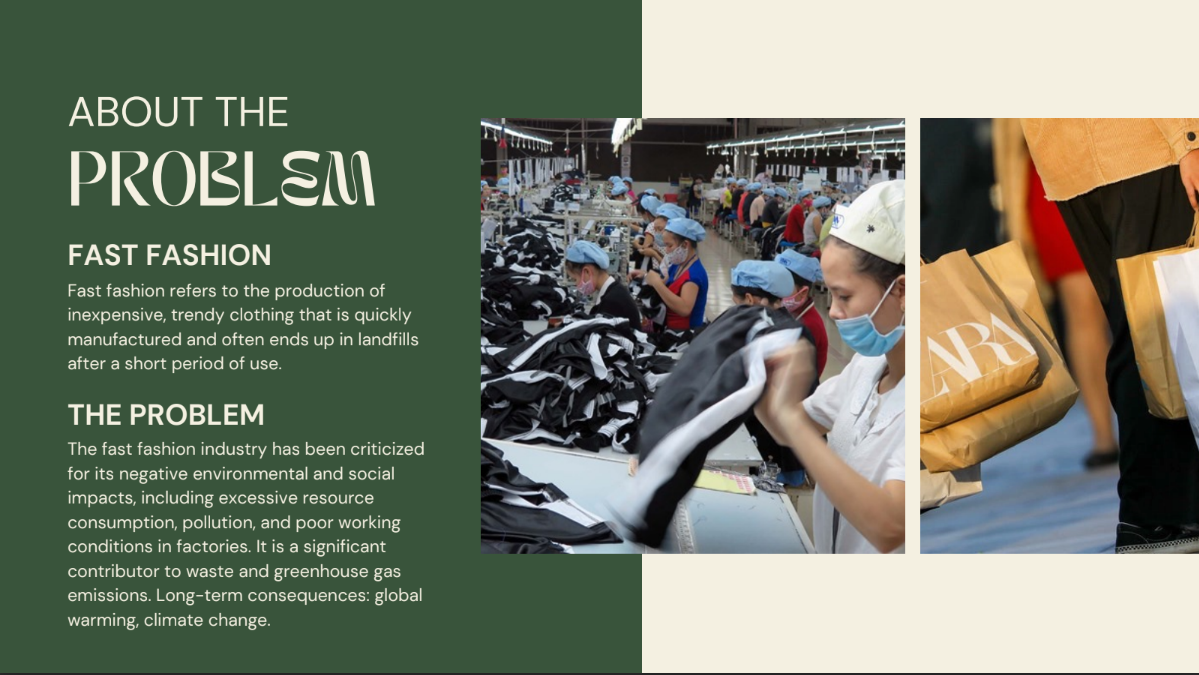 ABOUT THE
PROBLEM
FAST FASHION
Fast fashion refers to the production of
inexpensive, trendy clothing that is quickly
manufactured and often ends up in landfills
after a short period of use.
THE PROBLEM
The fast fashion industry has been criticized
for its negative environmental and social
impacts, including excessive resource
consumption, pollution, and poor working
conditions in factories. It is a significant
contributor to waste and greenhouse gas
emissions. Long-term consequences: global
warming, climate change.
ARA